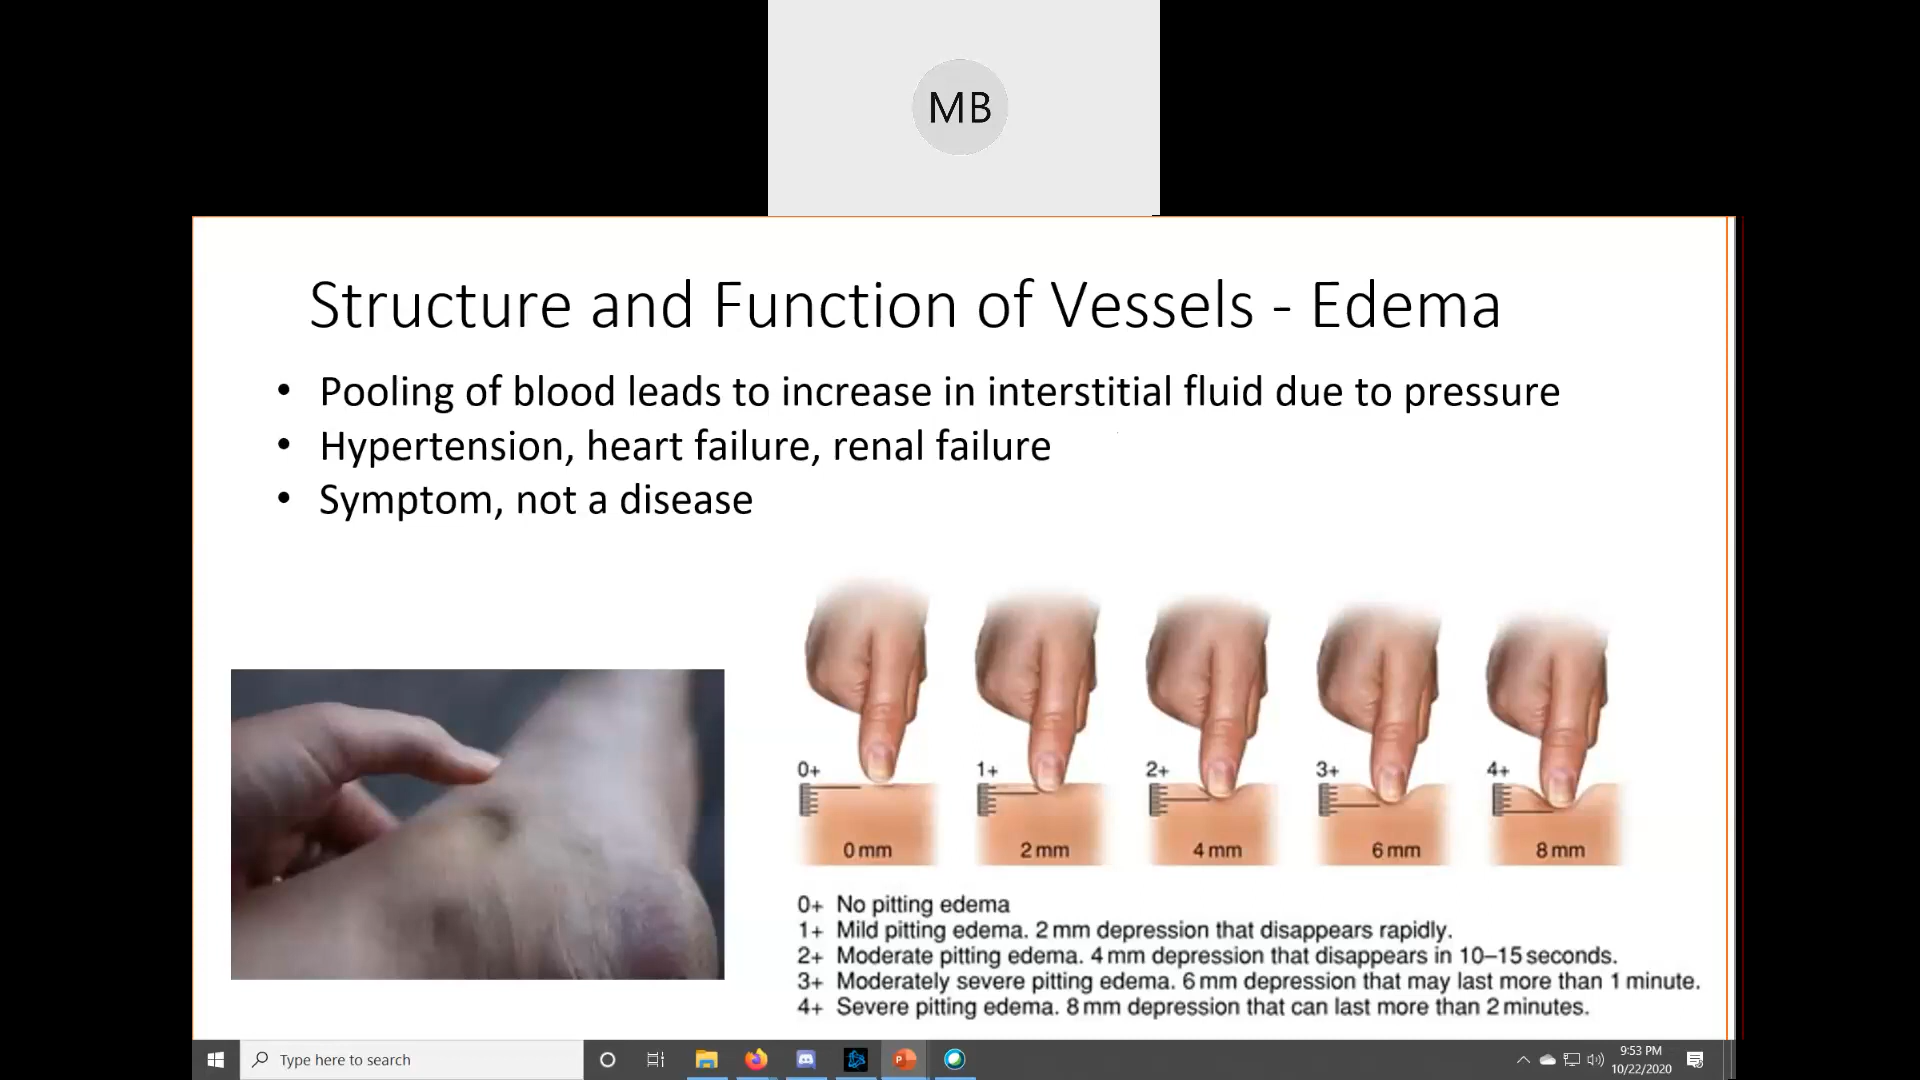 MB
Structure and Function of Vessels - Edema
• Pooling of blood leads to increase in interstitial fluid due to pressure
• Hypertension, heart failure, renal failure
• Symptom, not a disease
0+ 1+ 2+ 3+ 4+
0 mm 2 mm 4 mm 6 mm 8 mm
0+ No pitting edema
1+ Mild pitting edema. 2 mm depression that disappears rapidly.
2+ Moderate pitting edema. 4 mm depression that disappears in 10–15 seconds.
3+ Moderately severe pitting edema. 6 mm depression that may last more than 1 minute.
4+ Severe pitting edema. 8 mm depression that can last more than 2 minutes.
Type here to search
9:53 PM
10/22/2020